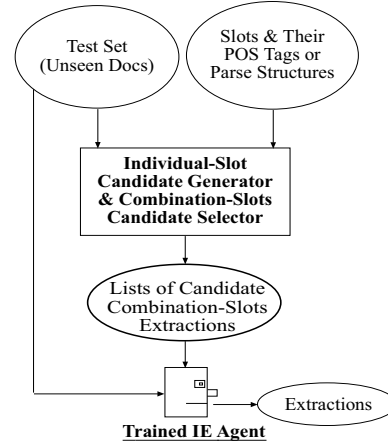 Test Set
(Unseen Docs)
Slots & Their
POS Tags or
Parse Structures
Individual-Slot
Candidate Generator
& Combination-Slots
Candidate Selector
Lists of Candidate
Combination-Slots
Extractions
Extractions
Trained IE Agent